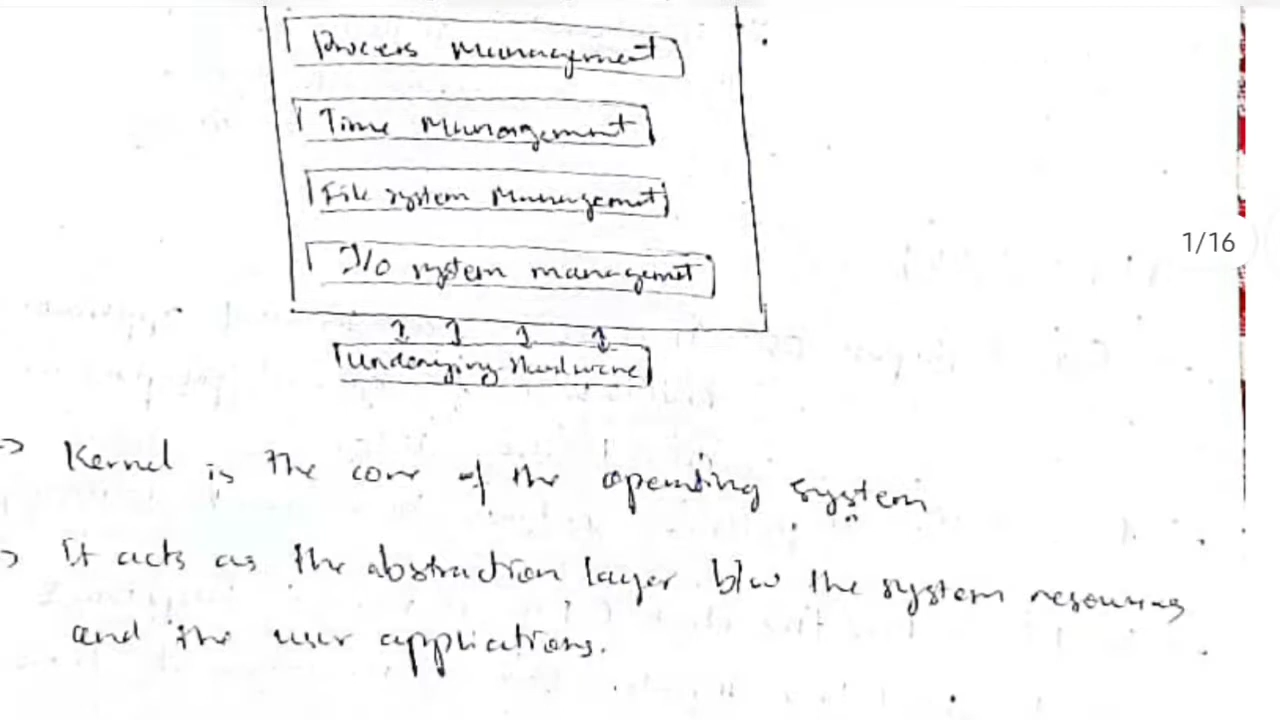 Process Management
Time Management
File system Management
I/o system managemet
underlying Hardware
1/16
→ Kernel is the core of the operating system
→ It acts as the abstraction layer b/w the system resources
and the user applications.